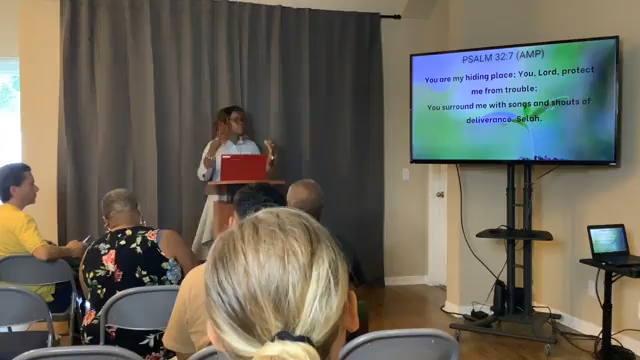 PSALM 32:7 (AMP)
You are my hiding place; You, Lord, protect
me from trouble;
You surround me with songs and shouts of
deliverance. Selah.